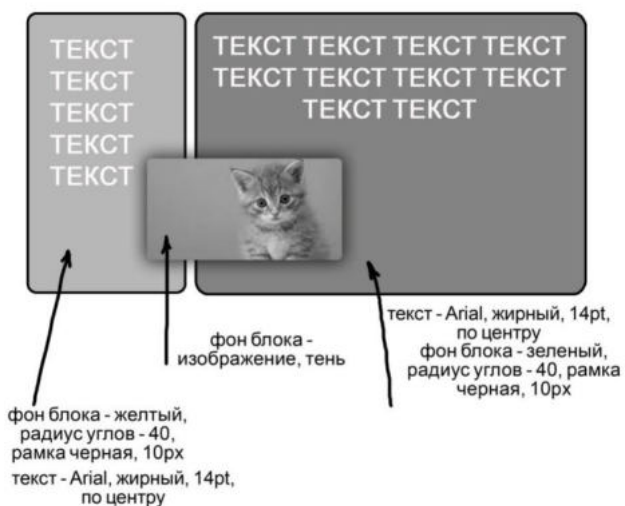 ТЕКСТ
ТЕКСТ
ТЕКСТ
ТЕКСТ
ТЕКСТ
ТЕКСТ ТЕКСТ ТЕКСТ ТЕКСТ
ТЕКСТ ТЕКСТ ТЕКСТ ТЕКСТ
ТЕКСТ ТЕКСТ
фон блока -
изображение, тень
текст - Arial, жирный, 14pt,
по центру
фон блока - зеленый,
радиус углов - 40, рамка
черная, 10px
фон блока - желтый,
радиус углов - 40,
рамка черная, 10px
текст - Arial, жирный, 14pt,
по центру